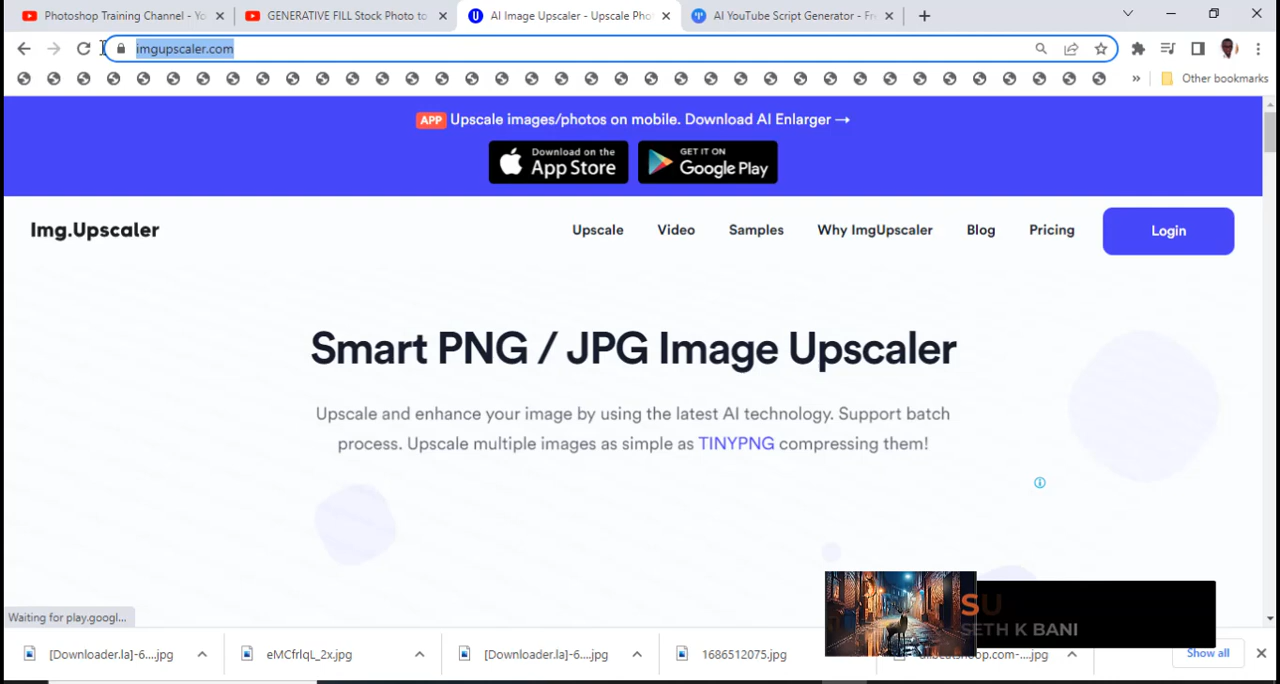 Photoshop Training Channel - Yo
GENERATIVE FILL Stock Photo to
AI Image Upscaler - Upscale Pho
AI YouTube Script Generator - Fre
imgupscaler.com
Other bookmarks
APP Upscale images/photos on mobile. Download AI Enlarger →
Download on the
App Store
GET IT ON
Google Play
Img.Upscaler
Upscale
Video
Samples
Why ImgUpscaler
Blog
Pricing
Login
Smart PNG / JPG Image Upscaler
Upscale and enhance your image by using the latest AI technology. Support batch
process. Upscale multiple images as simple as TINYPNG compressing them!
SU
SETH K BANI
Waiting for play.googl...
[Downloader.la]-6....jpg
eMCfrlqL_2x.jpg
[Downloader.la]-6....jpg
1686512075.jpg
Show all